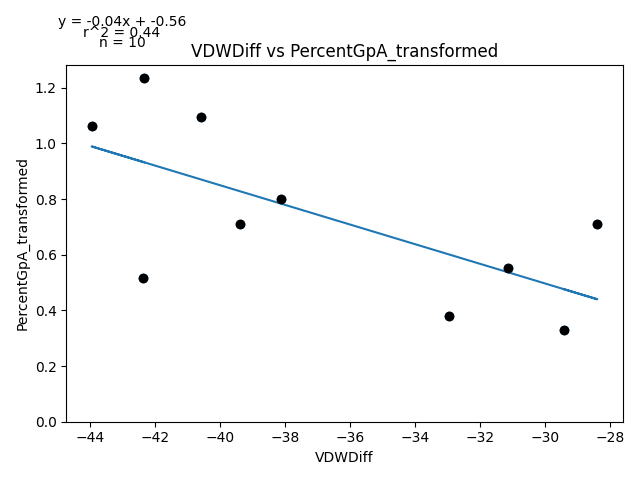 y = -0.04x + -0.56
r^2 = 0.44
n = 10
VDWDiff vs PercentGpA_transformed
1.2
1.0
0.8
0.6
0.4
0.2
0.0
PercentGpA_transformed
−44 −42 −40 −38 −36 −34 −32 −30 −28
VDWDiff